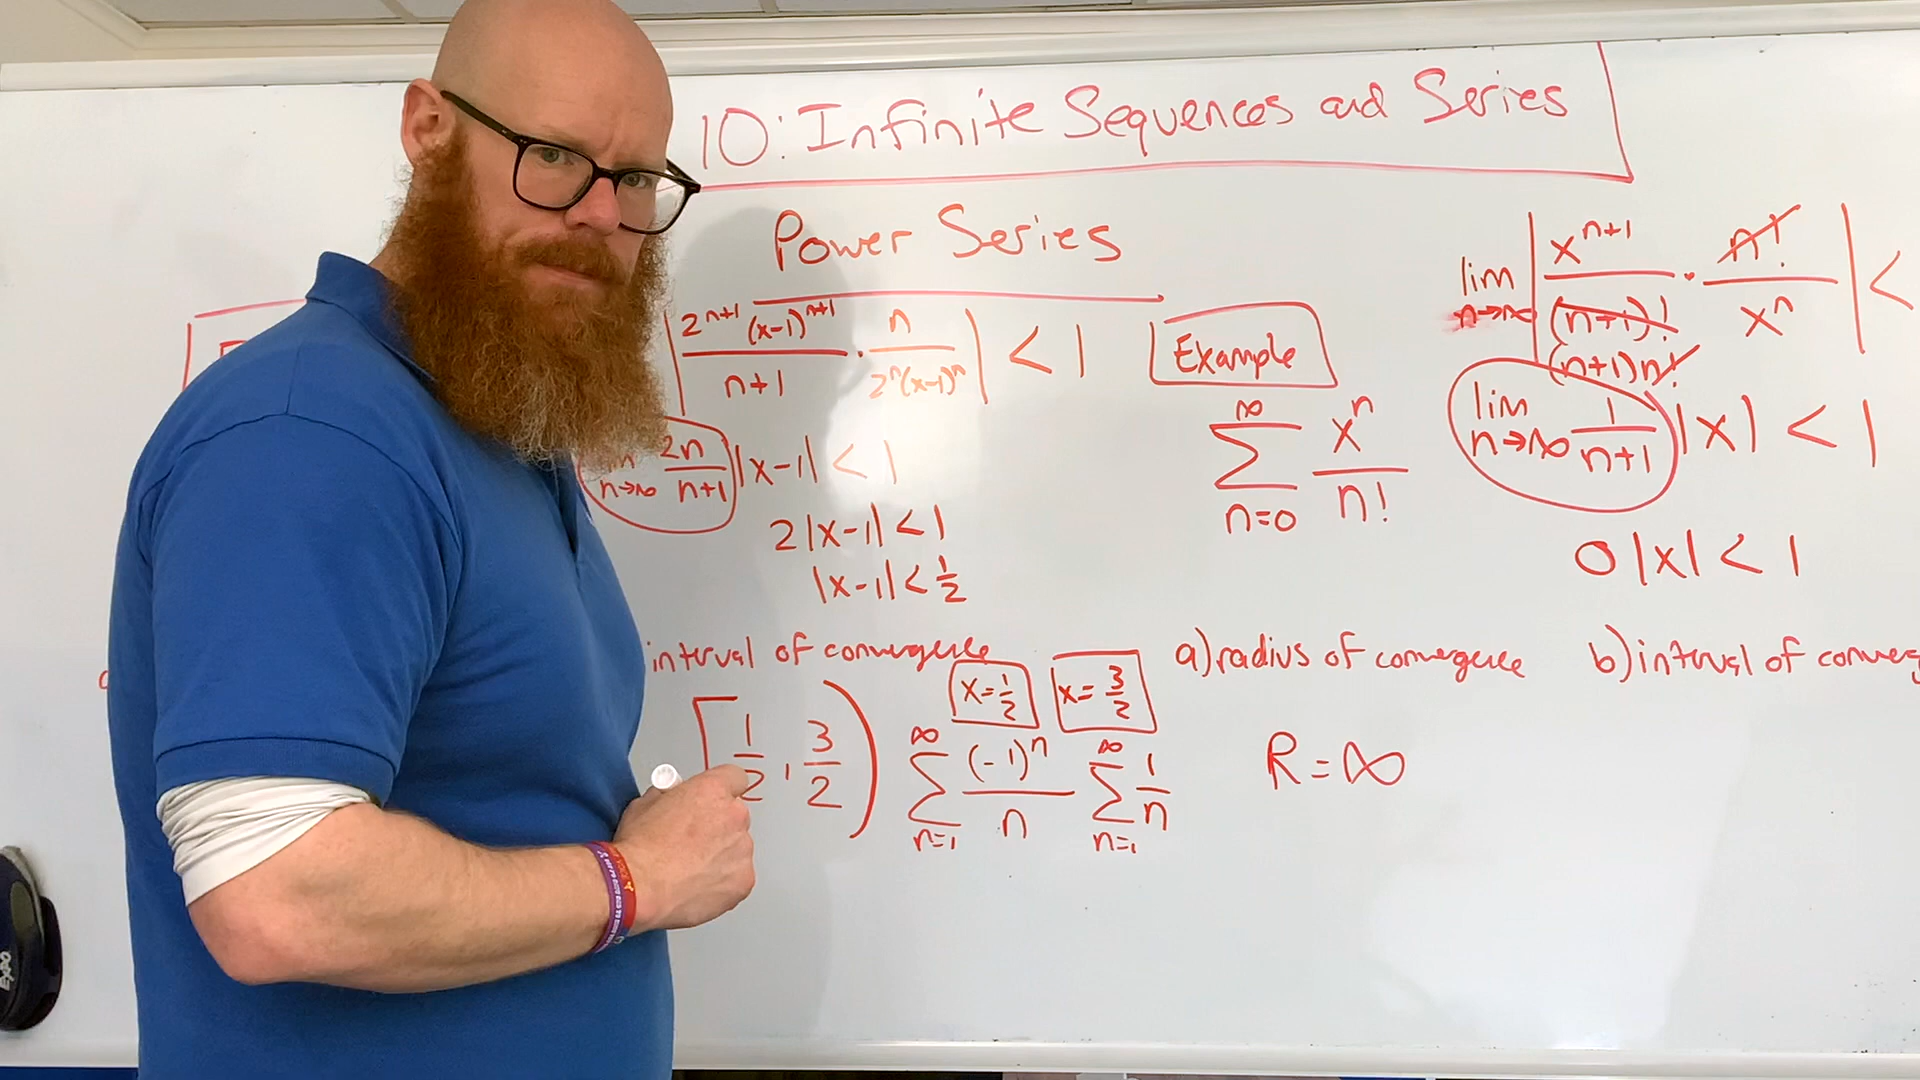 10: Infinite Sequences and Series
Power Series
| 2^{n+1} (x-1)^{n+1} / n+1 · n / 2^n (x-1)^n | < 1
2n / n+1 |x-1| < 1
n→∞
2|x-1| < 1
|x-1| < 1/2
interval of convergence
[1/2, 3/2)
x = 1/2
∞ Σ n=1 (-1)^n / n
x = 3/2
∞ Σ n=1 1/n
Example
∞ Σ n=0 x^n / n!
lim n→∞ | x^{n+1} / (n+1)! · n! / x^n | <
(n+1)n!
lim n→∞ 1 / n+1 |x| < 1
0|x| < 1
a) radius of convergence
R = ∞
b) interval of
EXPO